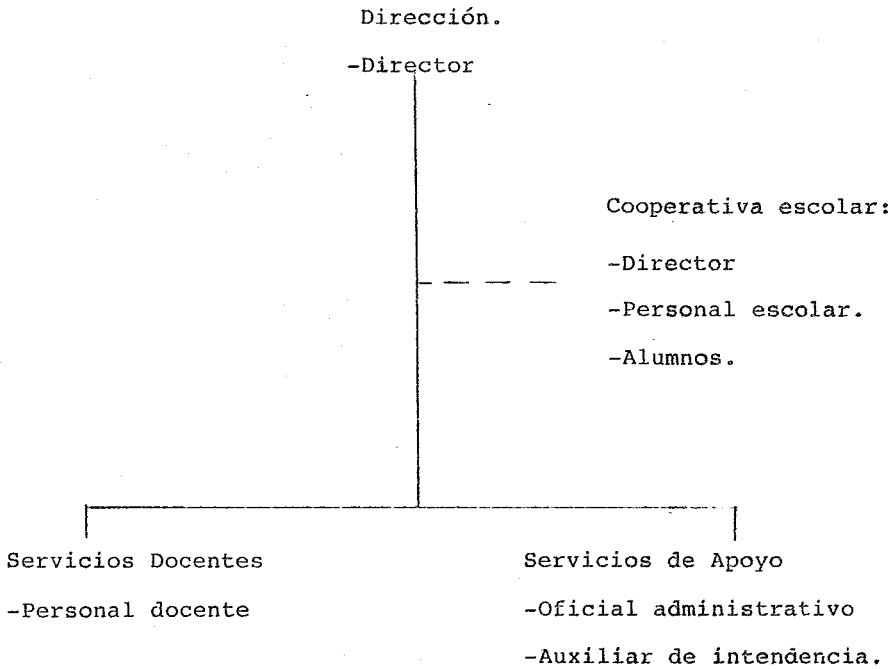 Dirección.
-Director
Cooperativa escolar:
-Director
-Personal escolar.
-Alumnos.
Servicios Docentes
-Personal docente
Servicios de Apoyo
-Oficial administrativo
-Auxiliar de intendencia.